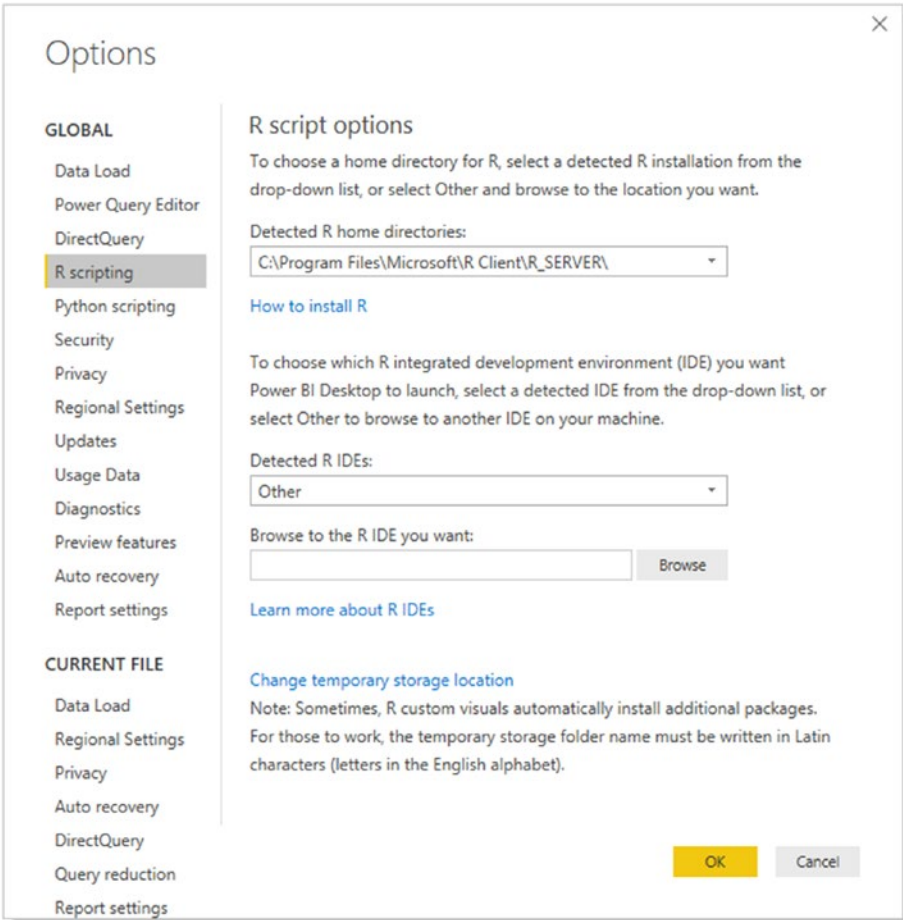 Options
GLOBAL
Data Load
Power Query Editor
DirectQuery
R scripting
Python scripting
Security
Privacy
Regional Settings
Updates
Usage Data
Diagnostics
Preview features
Auto recovery
Report settings
CURRENT FILE
Data Load
Regional Settings
Privacy
Auto recovery
DirectQuery
Query reduction
Report settings
R script options
To choose a home directory for R, select a detected R installation from the
drop-down list, or select Other and browse to the location you want.
Detected R home directories:
C:\Program Files\Microsoft\R Client\R_SERVER\
How to install R
To choose which R integrated development environment (IDE) you want
Power BI Desktop to launch, select a detected IDE from the drop-down list, or
select Other to browse to another IDE on your machine.
Detected R IDEs:
Other
Browse to the R IDE you want:
Browse
Learn more about R IDEs
Change temporary storage location
Note: Sometimes, R custom visuals automatically install additional packages.
For those to work, the temporary storage folder name must be written in Latin
characters (letters in the English alphabet).
OK
Cancel